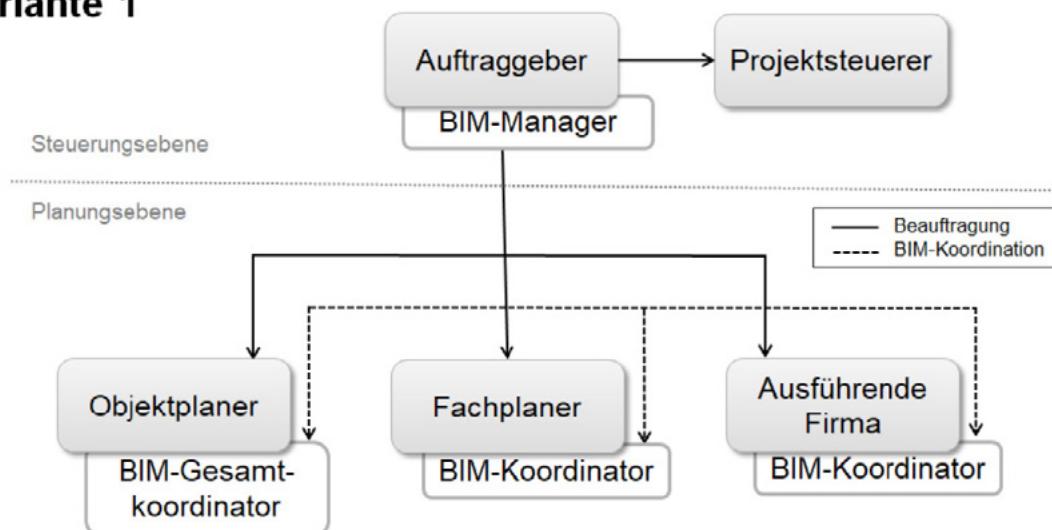 riante 1
Auftraggeber
Projektsteuerer
BIM-Manager
Steuerungsebene
Planungsebene
Beauftragung
BIM-Koordination
Objektplaner
Fachplaner
Ausführende
Firma
BIM-Gesamt-
koordinator
BIM-Koordinator
BIM-Koordinator